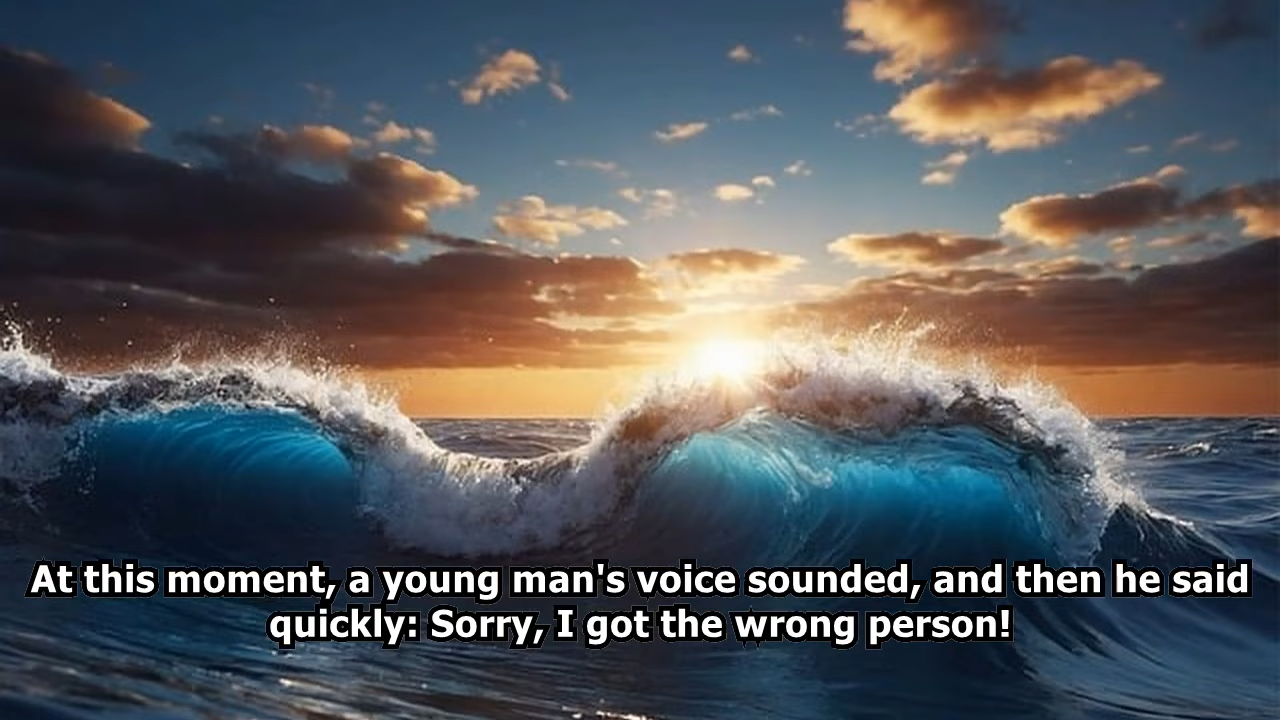 At this moment, a young man's voice sounded, and then he said
quickly: Sorry, I got the wrong person!